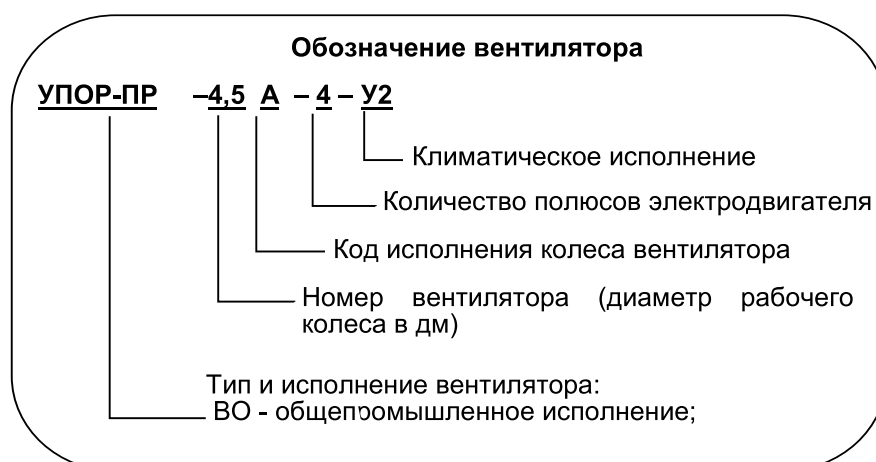 Обозначение вентилятора
УПОР-ПР –4,5 А – 4 – У2
Климатическое исполнение
Количество полюсов электродвигателя
Код исполнения колеса вентилятора
Номер вентилятора (диаметр рабочего
колеса в дм)
Тип и исполнение вентилятора:
ВО - общепромышленное исполнение;